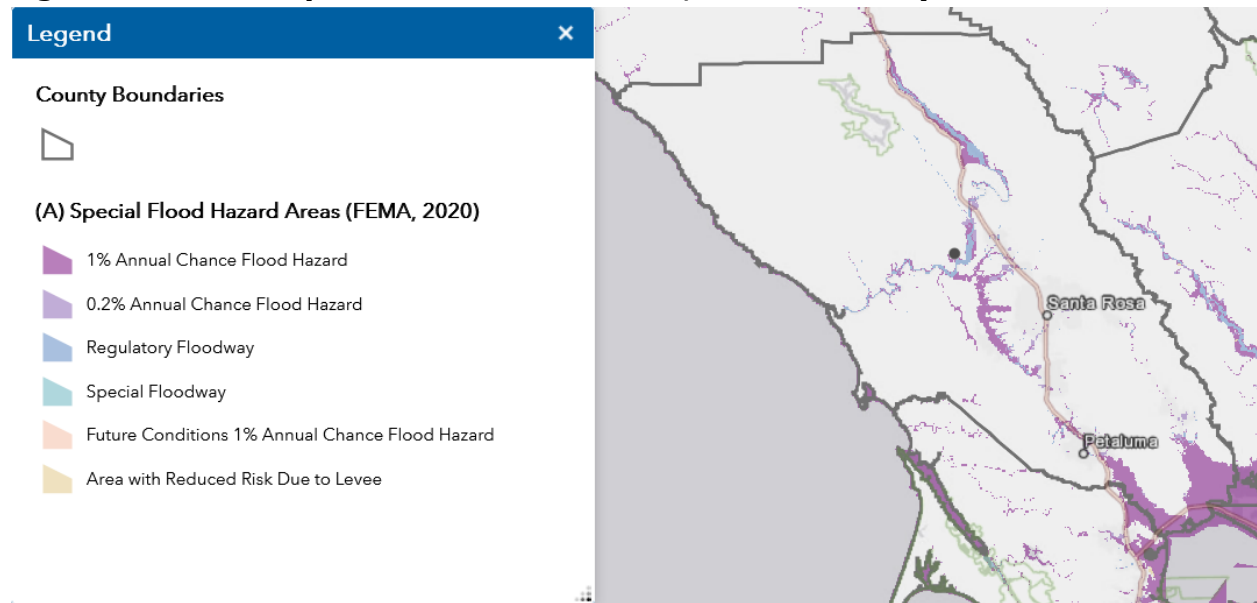 Legend
×
County Boundaries
(A) Special Flood Hazard Areas (FEMA, 2020)
1% Annual Chance Flood Hazard
0.2% Annual Chance Flood Hazard
Regulatory Floodway
Special Floodway
Future Conditions 1% Annual Chance Flood Hazard
Area with Reduced Risk Due to Levee
Santa Rosa
Petaluma